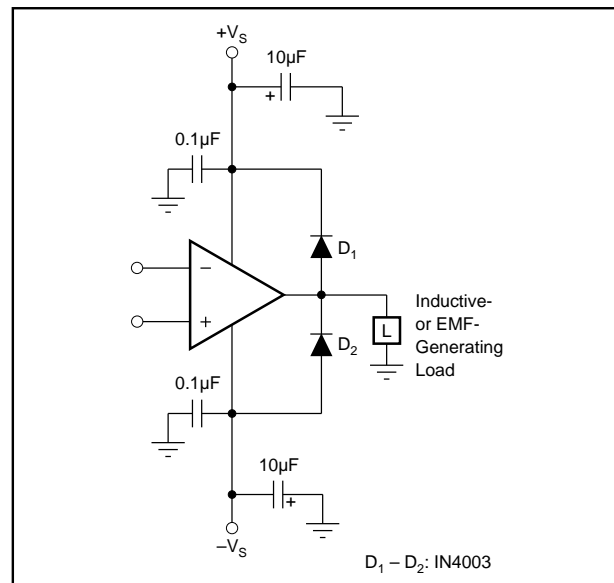 +V_S
10µF
+
0.1µF
D_1
−
+
L
Inductive-
or EMF-
Generating
Load
D_2
0.1µF
10µF
+
−V_S
D_1 – D_2: IN4003